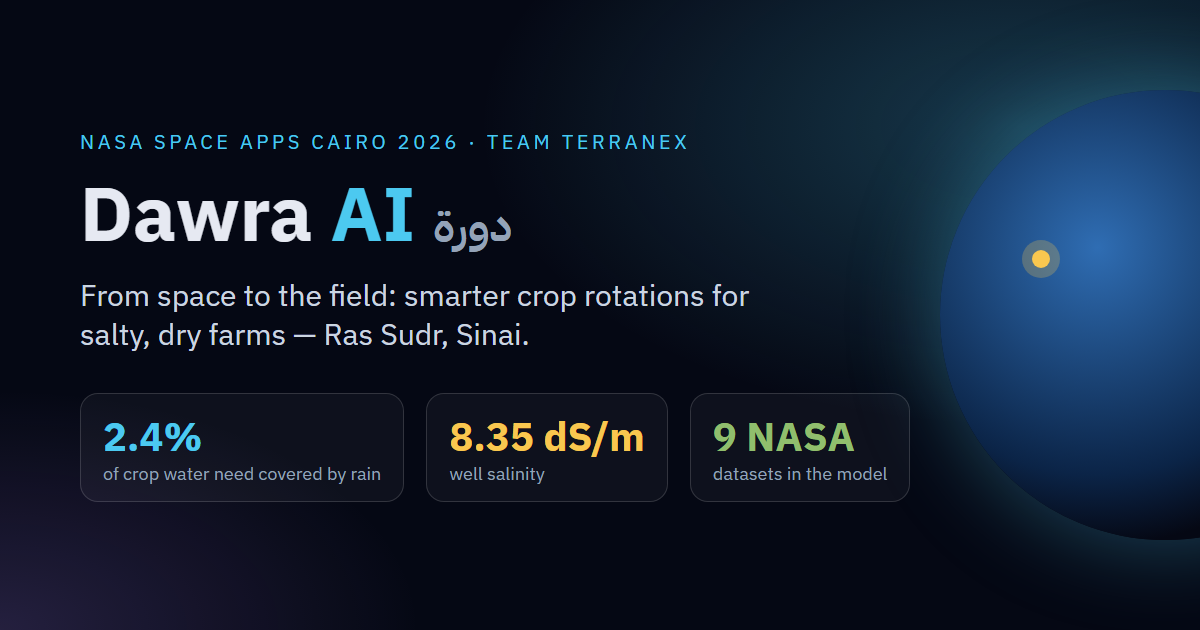 NASA SPACE APPS CAIRO 2026 · TEAM TERRANEX
Dawra AI دورة
From space to the field: smarter crop rotations for
salty, dry farms — Ras Sudr, Sinai.
2.4%
of crop water need covered by rain
8.35 dS/m
well salinity
9 NASA
datasets in the model